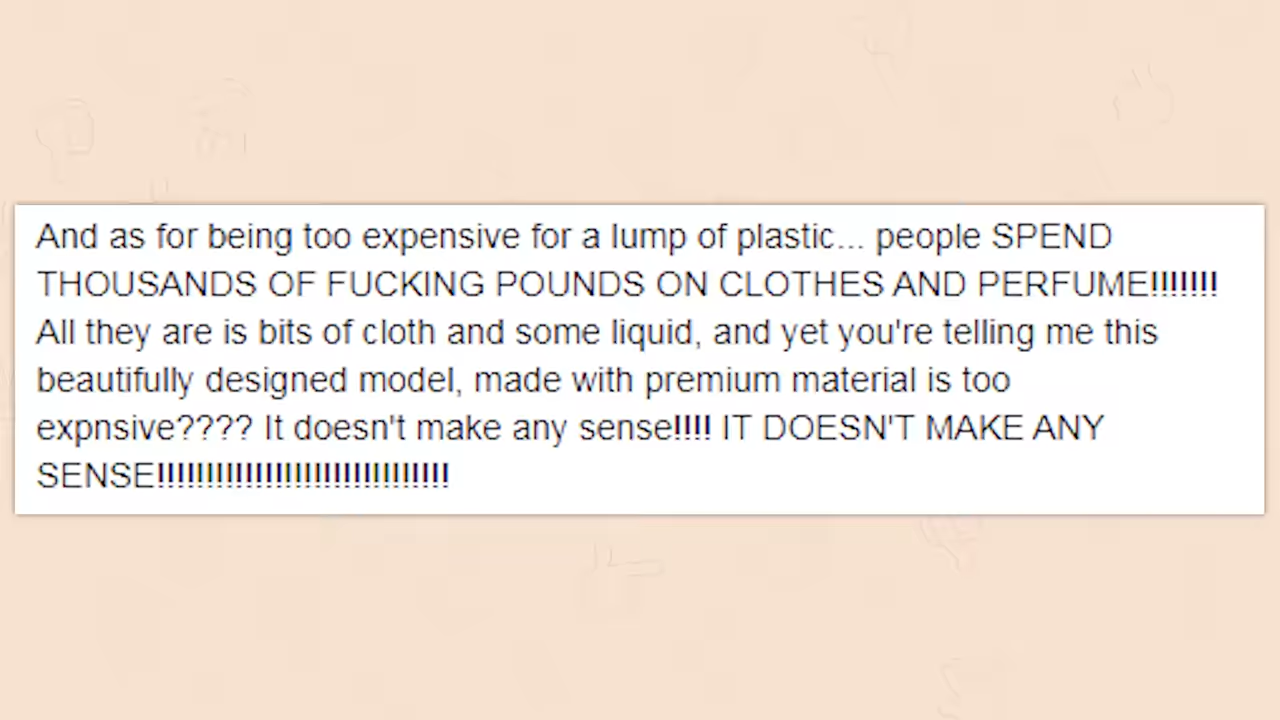 And as for being too expensive for a lump of plastic... people SPEND
THOUSANDS OF FUCKING POUNDS ON CLOTHES AND PERFUME!!!!!!!
All they are is bits of cloth and some liquid, and yet you're telling me this
beautifully designed model, made with premium material is too
expnsive???? It doesn't make any sense!!!! IT DOESN'T MAKE ANY
SENSE!!!!!!!!!!!!!!!!!!!!!!!!!!!!!!